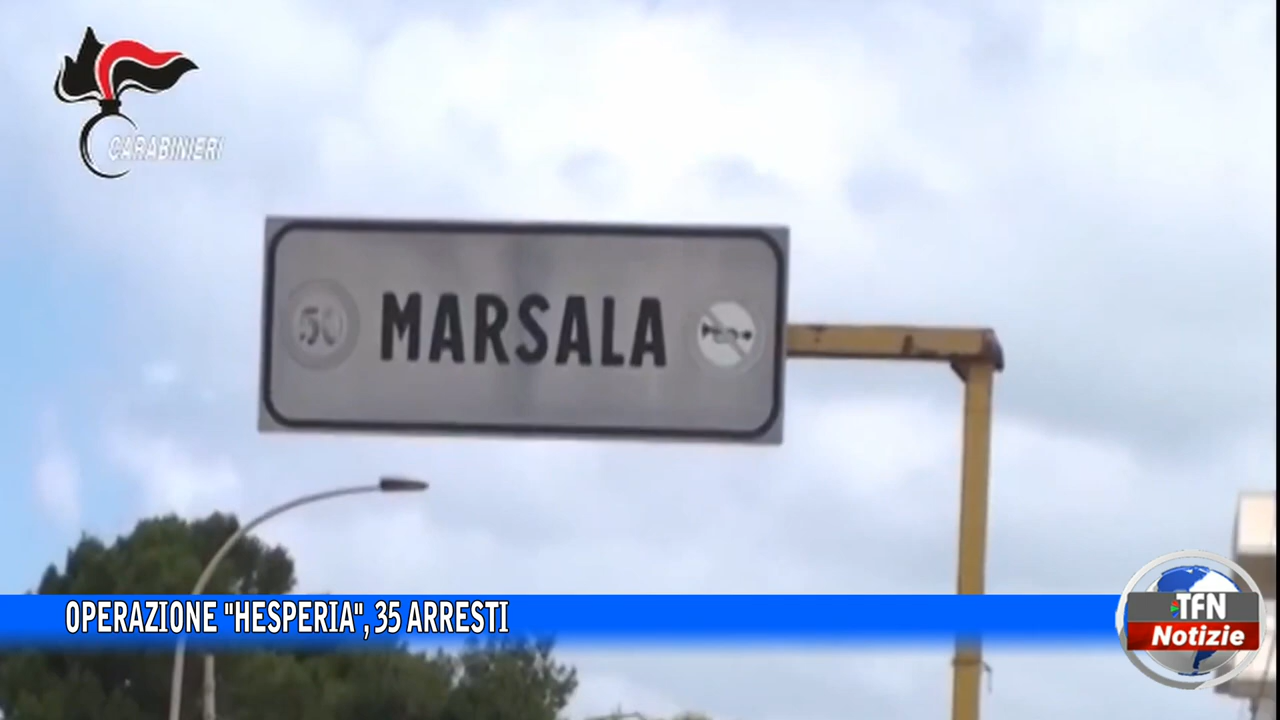 CARABINIERI
50 MARSALA
OPERAZIONE "HESPERIA", 35 ARRESTI
TFN
Notizie